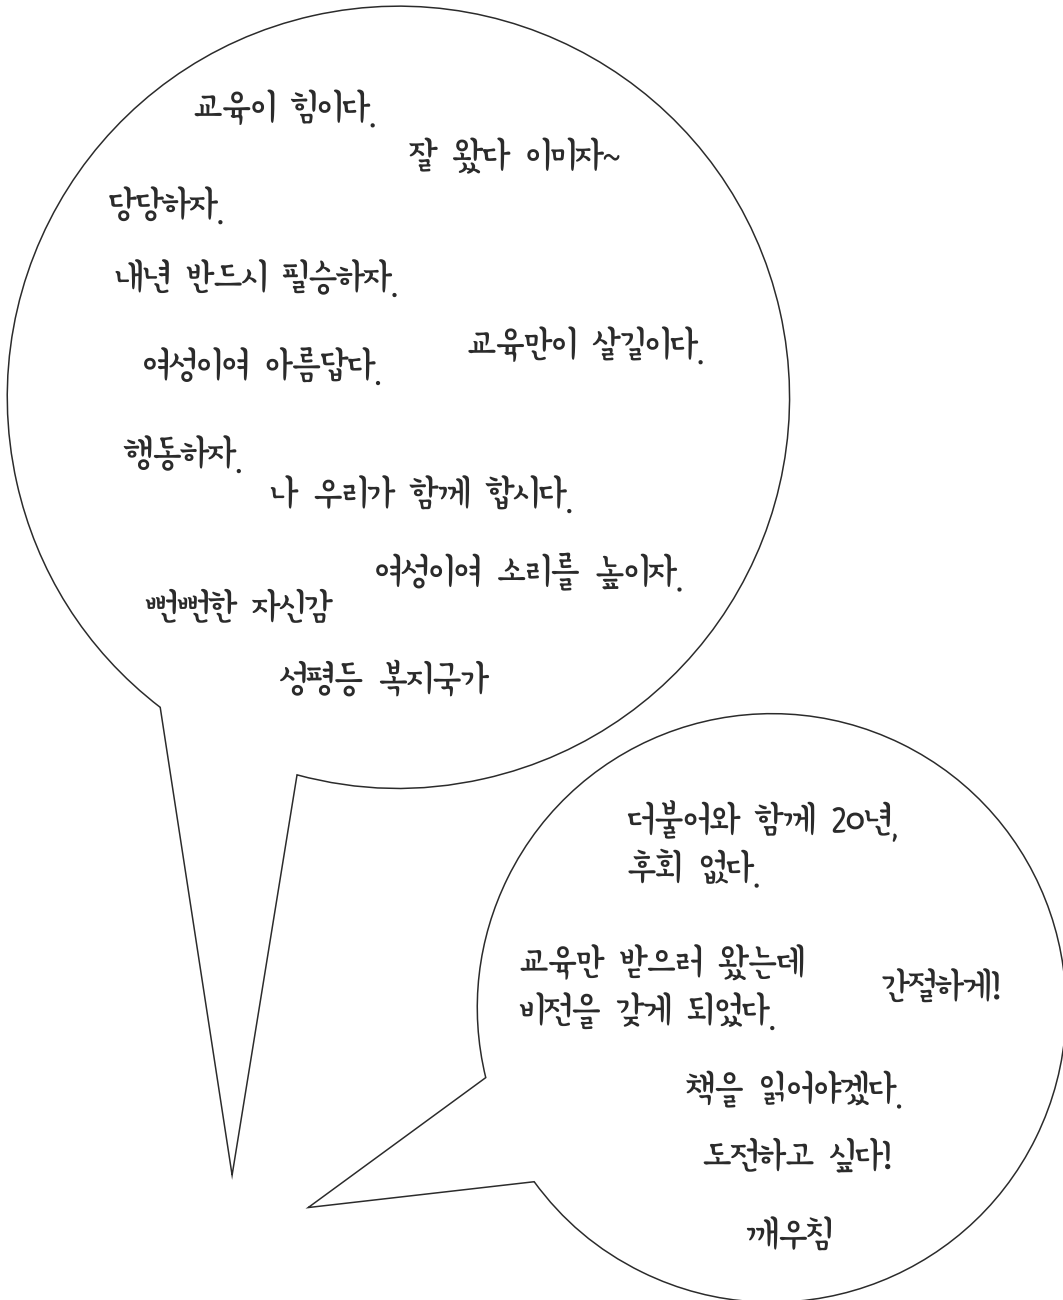 교육이 힘이다.
잘 왔다 이미자~
당당하자.
내년 반드시 필승하자.
교육만이 살길이다.
여성이여 아름답다.
행동하자.
나 우리가 함께 합시다.
여성이여 소리를 높이자.
뻔뻔한 자신감
성평등 복지국가
더불어와 함께 20년,
후회 없다.
교육만 받으러 왔는데
비전을 갖게 되었다.
간절하게!
책을 읽어야겠다.
도전하고 싶다!
깨우침